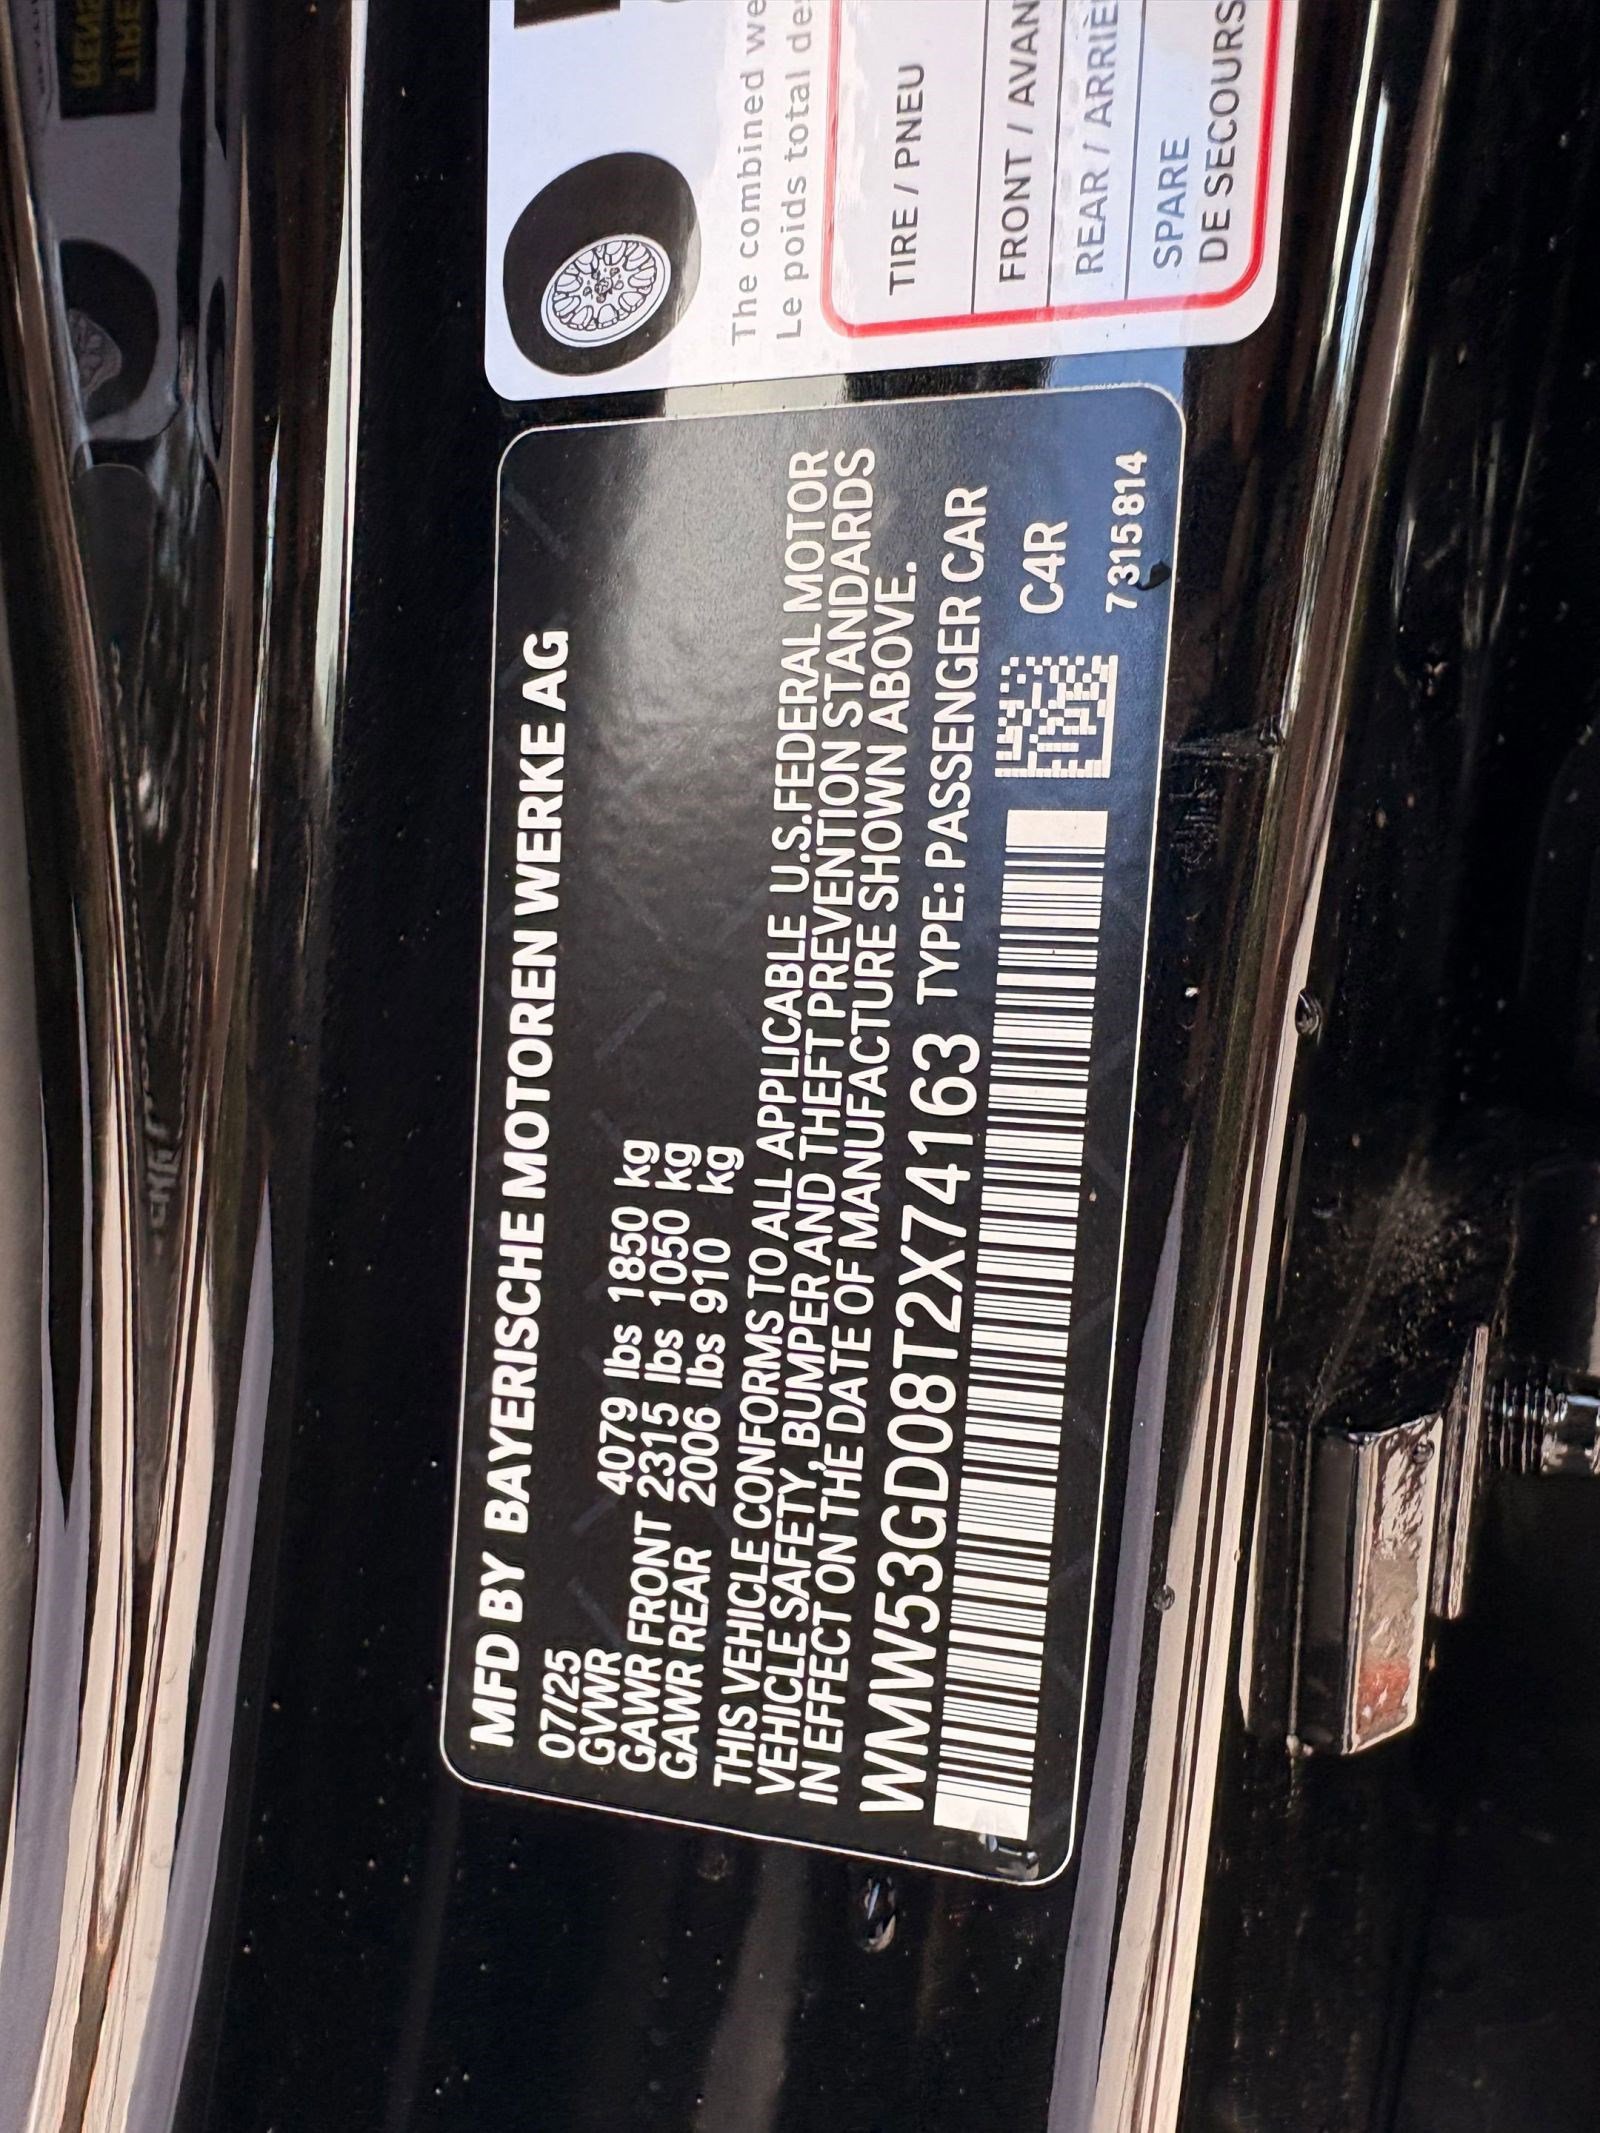 MFD BY BAYERISCHE MOTOREN WERKE AG
07/25
GVWR 4079 lbs 1850 kg
GAWR FRONT 2315 lbs 1050 kg
GAWR REAR 2006 lbs 910 kg
THIS VEHICLE CONFORMS TO ALL APPLICABLE U.S.FEDERAL MOTOR
VEHICLE SAFETY, BUMPER AND THEFT PREVENTION STANDARDS
IN EFFECT ON THE DATE OF MANUFACTURE SHOWN ABOVE.
WMW53GD08T2X74163 TYPE: PASSENGER CAR
C4R
7315814
The combined we
Le poids total de
TIRE / PNEU
FRONT / AVAN
REAR / ARRIÈ
SPARE
DE SECOURS